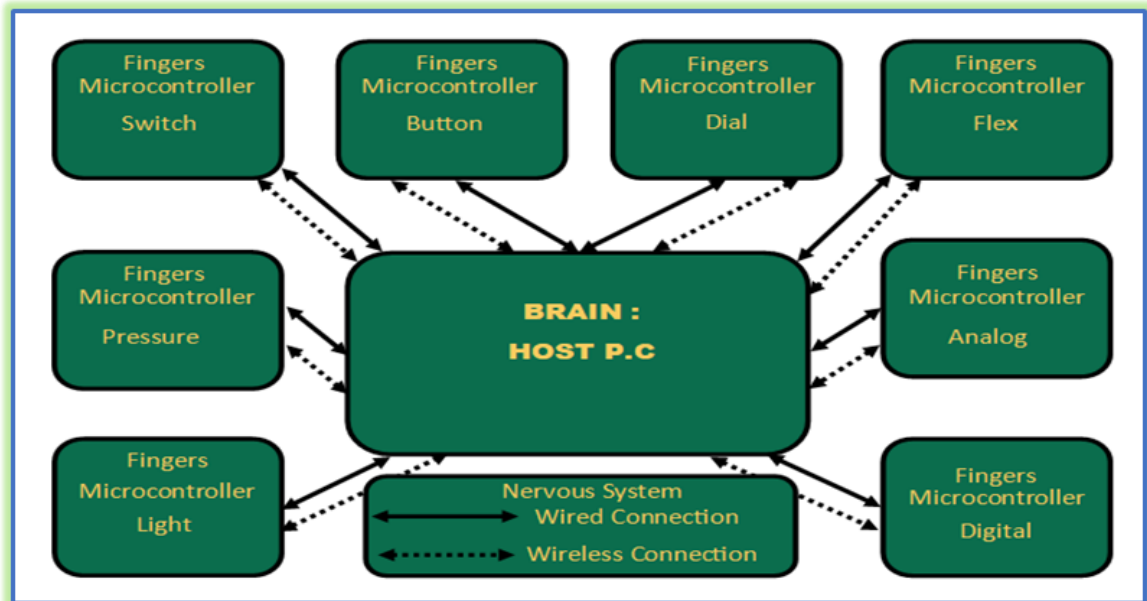 Fingers
Microcontroller
Switch
Fingers
Microcontroller
Button
Fingers
Microcontroller
Dial
Fingers
Microcontroller
Flex
Fingers
Microcontroller
Pressure
BRAIN :
HOST P.C
Fingers
Microcontroller
Analog
Fingers
Microcontroller
Light
Nervous System
Wired Connection
Wireless Connection
Fingers
Microcontroller
Digital